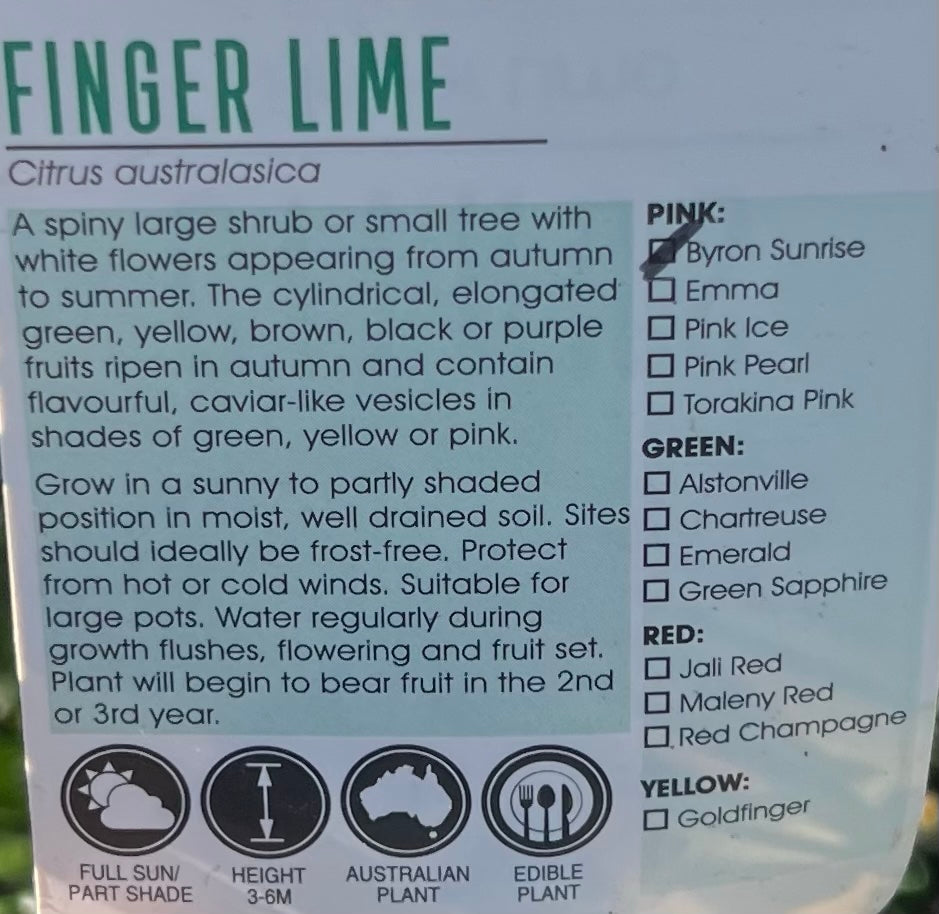 FINGER LIME
Citrus australasica
A spiny large shrub or small tree with
white flowers appearing from autumn
to summer. The cylindrical, elongated
green, yellow, brown, black or purple
fruits ripen in autumn and contain
flavourful, caviar-like vesicles in
shades of green, yellow or pink.
Grow in a sunny to partly shaded
position in moist, well drained soil. Sites
should ideally be frost-free. Protect
from hot or cold winds. Suitable for
large pots. Water regularly during
growth flushes, flowering and fruit set.
Plant will begin to bear fruit in the 2nd
or 3rd year.
PINK:
Byron Sunrise
Emma
Pink Ice
Pink Pearl
Torakina Pink
GREEN:
Alstonville
Chartreuse
Emerald
Green Sapphire
RED:
Jali Red
Maleny Red
Red Champagne
YELLOW:
Goldfinger
FULL SUN/
PART SHADE
HEIGHT
3-6M
AUSTRALIAN
PLANT
EDIBLE
PLANT